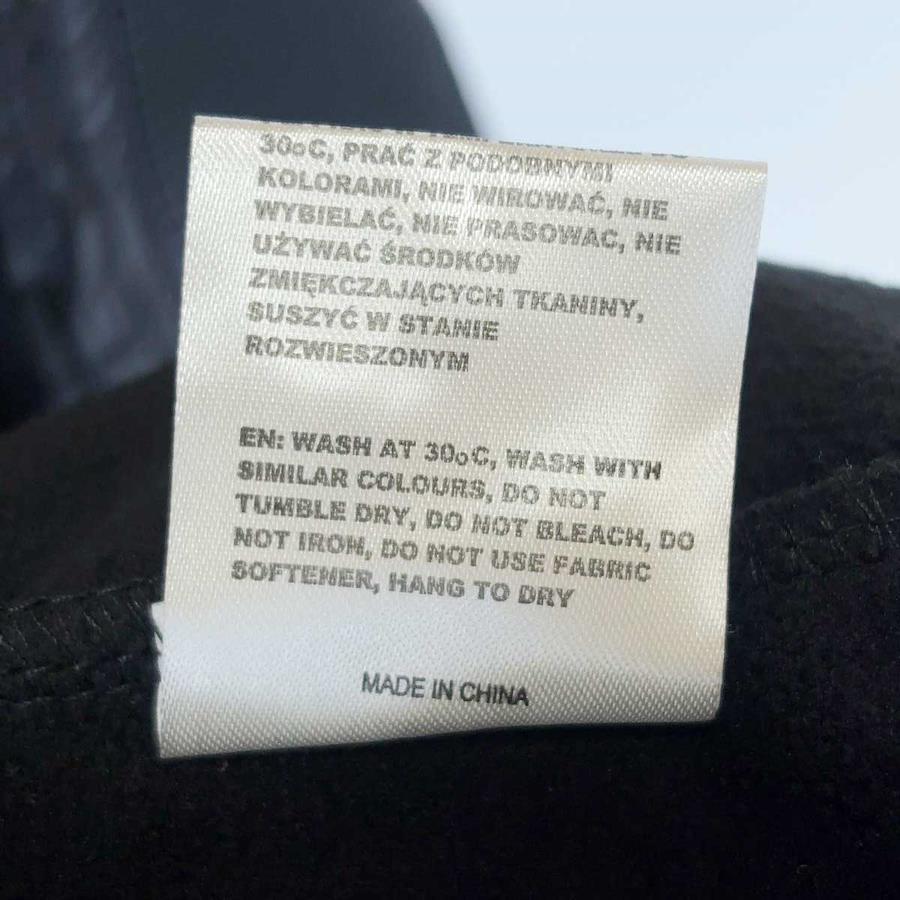 30oC, PRAĆ Z PODOBNYMI
KOLORAMI, NIE WIROWAĆ, NIE
WYBIELAĆ, NIE PRASOWAC, NIE
UŻYWAĆ ŚRODKÓW
ZMIĘKCZAJĄCYCH TKANINY,
SUSZYĆ W STANIE
ROZWIESZONYM
EN: WASH AT 30oC, WASH WITH
SIMILAR COLOURS, DO NOT
TUMBLE DRY, DO NOT BLEACH, DO
NOT IRON, DO NOT USE FABRIC
SOFTENER, HANG TO DRY
MADE IN CHINA